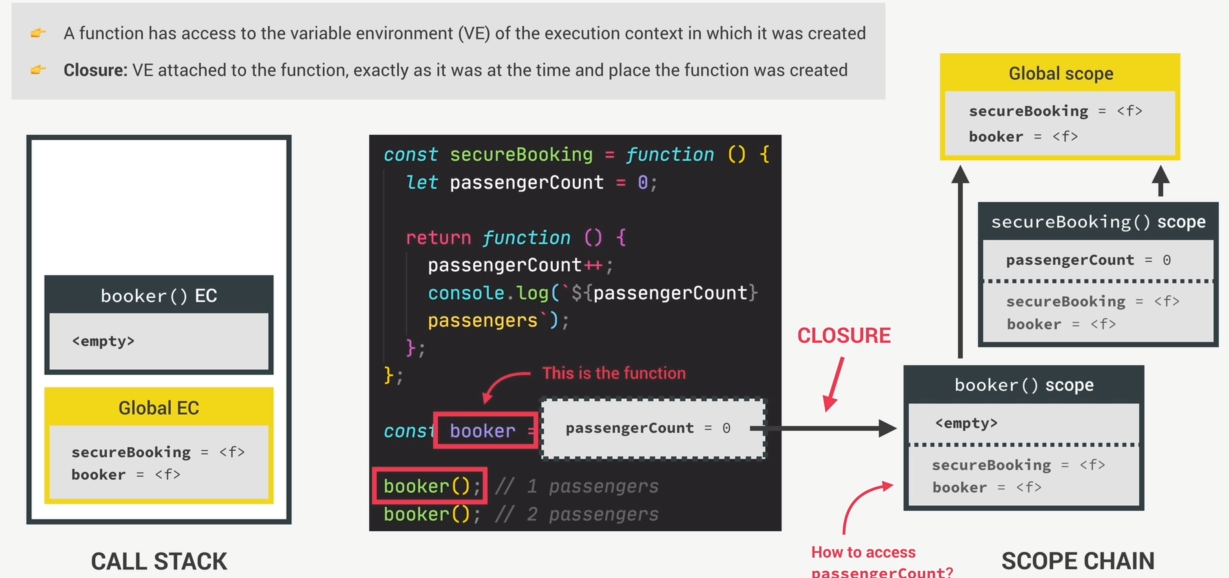 👉 A function has access to the variable environment (VE) of the execution context in which it was created
👉 Closure: VE attached to the function, exactly as it was at the time and place the function was created
booker() EC
<empty>
Global EC
secureBooking = <f>
booker = <f>
CALL STACK
const secureBooking = function () {
let passengerCount = 0;
return function () {
passengerCount++;
console.log(`${passengerCount}
passengers`);
};
};
This is the function
const booker =
passengerCount = 0
booker(); // 1 passengers
booker(); // 2 passengers
CLOSURE
Global scope
secureBooking = <f>
booker = <f>
secureBooking() scope
passengerCount = 0
secureBooking = <f>
booker = <f>
booker() scope
<empty>
secureBooking = <f>
booker = <f>
How to access
passengerCount?
SCOPE CHAIN